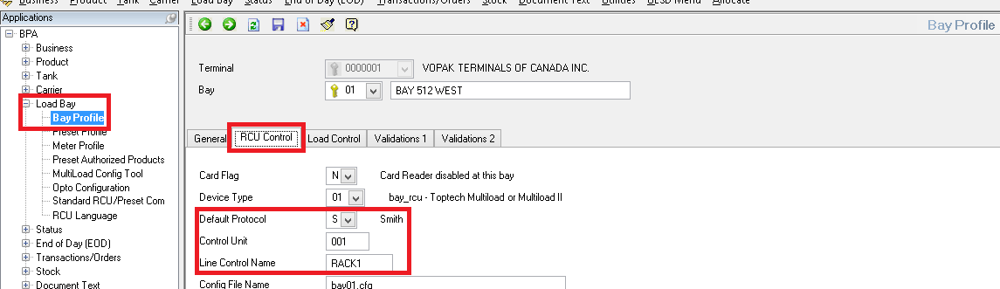 Business Product Tank Carrier Load Bay Status End of Day (EOD) Transactions/Orders Stock Document Text Utilities Menu Allocate
Applications
Bay Profile
BPA
Business
Product
Tank
Carrier
Load Bay
Bay Profile
Preset Profile
Meter Profile
Preset Authorized Products
MultiLoad Config Tool
Opto Configuration
Standard RCU/Preset Com
RCU Language
Status
End of Day (EOD)
Transactions/Orders
Stock
Document Text
Terminal 0000001 VOPAK TERMINALS OF CANADA INC.
Bay 01 BAY 512 WEST
General RCU Control Load Control Validations 1 Validations 2
Card Flag N Card Reader disabled at this bay
Device Type 01 bay_rcu - Toptech Multiload or Multiload II
Default Protocol S Smith
Control Unit 001
Line Control Name RACK1
Config File Name bay01.cfg